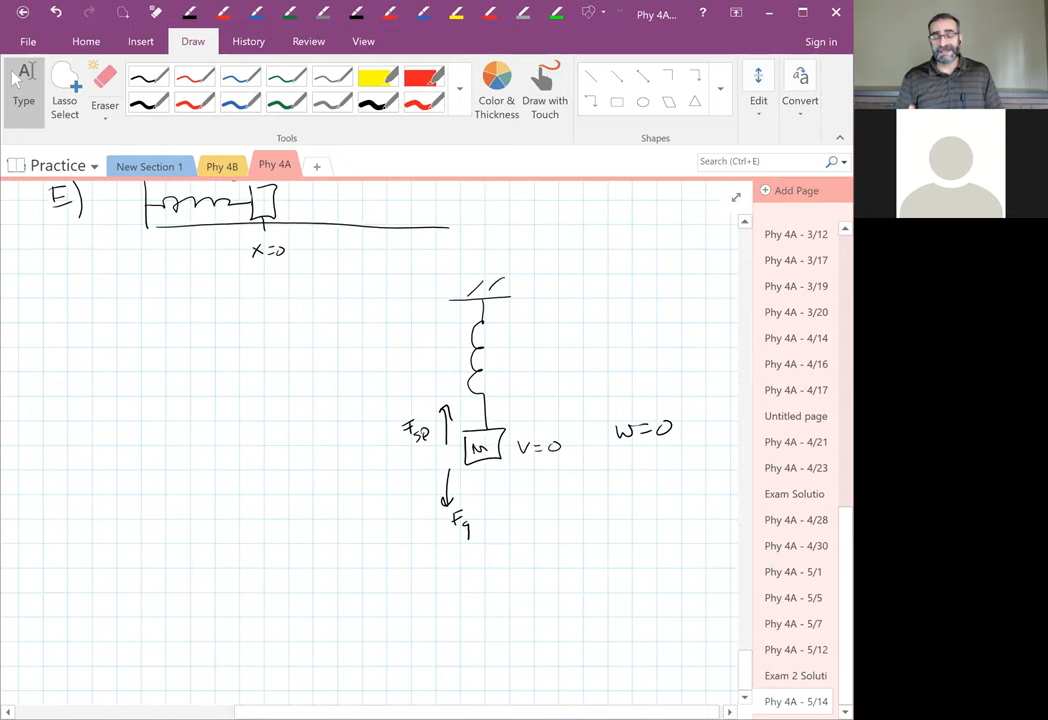 Phy 4A...
?
File
Home
Insert
Draw
History
Review
View
Sign in
Type
Lasso Select
Eraser
Color & Thickness
Draw with Touch
Edit
Convert
Tools
Shapes
Practice
New Section 1
Phy 4B
Phy 4A
+
Search (Ctrl+E)
Add Page
Phy 4A - 3/12
Phy 4A - 3/17
Phy 4A - 3/19
Phy 4A - 3/20
Phy 4A - 4/14
Phy 4A - 4/16
Phy 4A - 4/17
Untitled page
Phy 4A - 4/21
Phy 4A - 4/23
Exam Solutio
Phy 4A - 4/28
Phy 4A - 4/30
Phy 4A - 5/1
Phy 4A - 5/5
Phy 4A - 5/7
Phy 4A - 5/12
Exam 2 Soluti
Phy 4A - 5/14
E)
x=0
Fsp
M
v=0
w=0
Fg